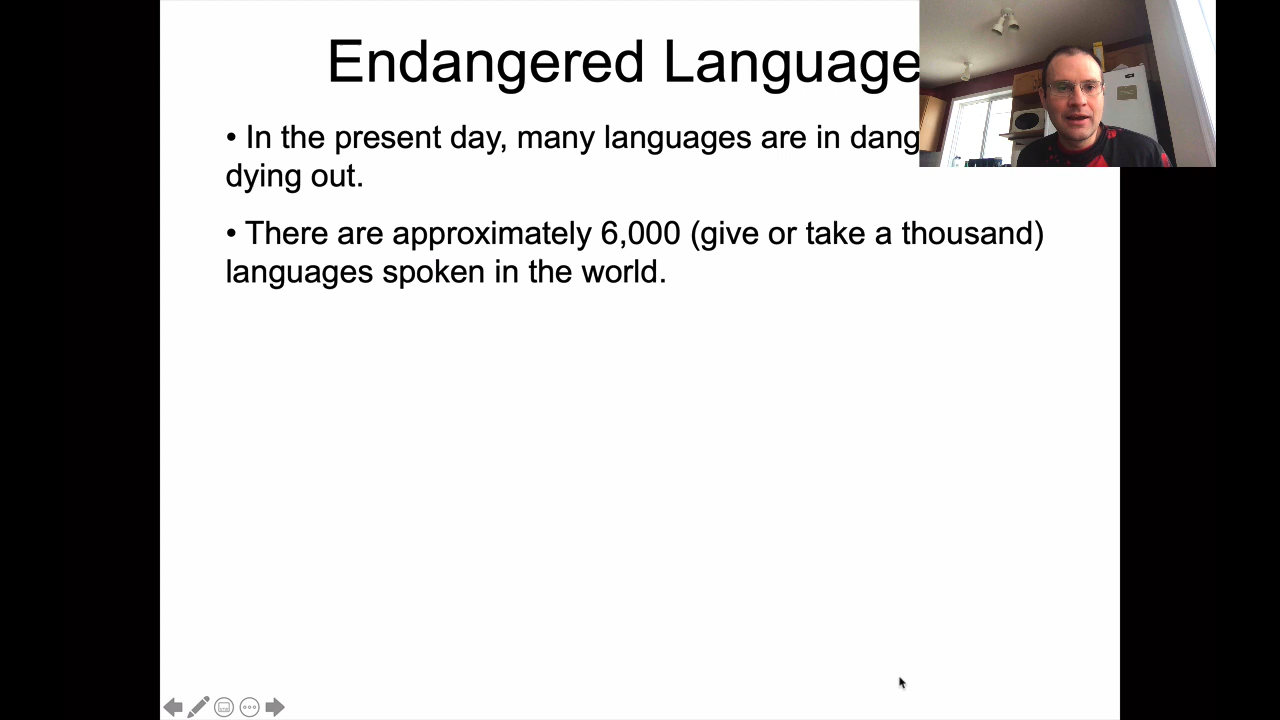 Endangered Language
• In the present day, many languages are in dang
dying out.
• There are approximately 6,000 (give or take a thousand)
languages spoken in the world.